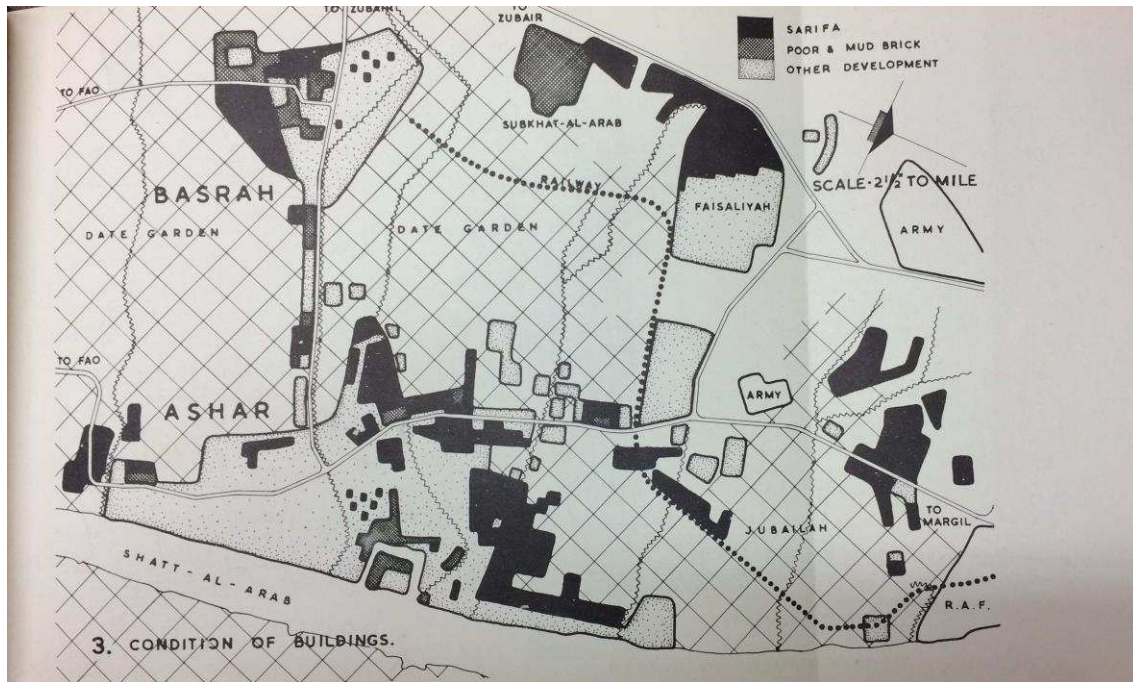 TO ZUBAIR
TO
ZUBAIR
SARIFA
POOR & MUD BRICK
OTHER DEVELOPMENT
TO FAO
SUBKHAT-AL-ARAB
RAILWAY
SCALE·2½" TO MILE
BASRAH
FAISALIYAH
ARMY
DATE GARDEN
DATE GARDEN
TO FAO
ASHAR
ARMY
TO
MARGIL
JUBAILAH
SHATT-AL-
ARAB
R.A.F.
3. CONDITION OF BUILDINGS.